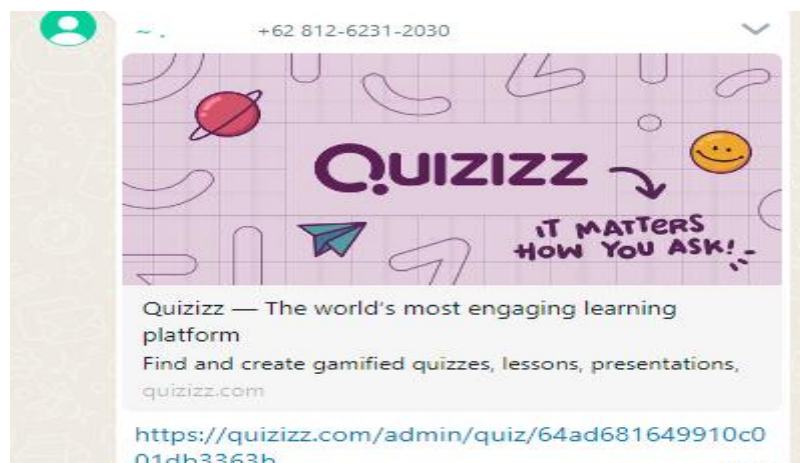 ~ . +62 812-6231-2030
QUIZIZZ
IT MATTERS
HOW YOU ASK!
Quizizz — The world's most engaging learning
platform
Find and create gamified quizzes, lessons, presentations,
quizizz.com
https://quizizz.com/admin/quiz/64ad681649910c0
01db3363b